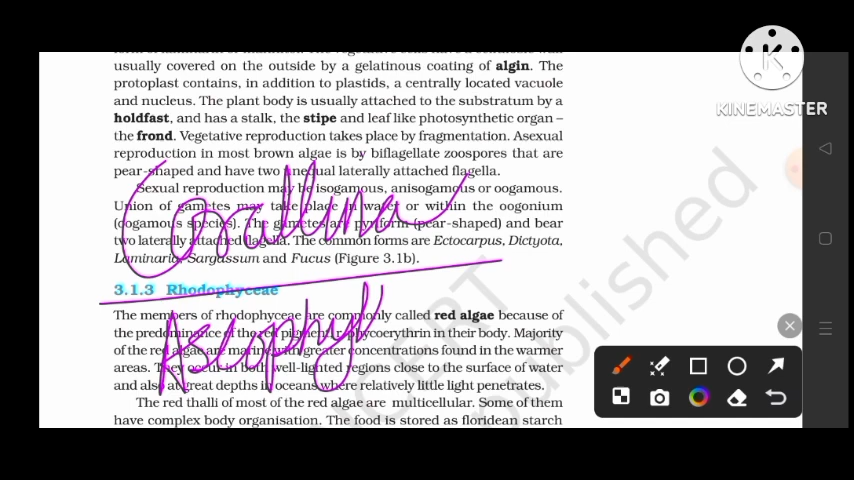 usually covered on the outside by a gelatinous coating of algin. The
protoplast contains, in addition to plastids, a centrally located vacuole
and nucleus. The plant body is usually attached to the substratum by a
holdfast, and has a stalk, the stipe and leaf like photosynthetic organ –
the frond. Vegetative reproduction takes place by fragmentation. Asexual
reproduction in most brown algae is by biflagellate zoospores that are
pear-shaped and have two unequal laterally attached flagella.
Sexual reproduction may be isogamous, anisogamous or oogamous.
Union of gametes may take place in water or within the oogonium
(oogamous species). The gametes are pyriform (pear-shaped) and bear
two laterally attached flagella. The common forms are Ectocarpus, Dictyota,
Laminaria, Sargassum and Fucus (Figure 3.1b).
Corallina
3.1.3 Rhodophyceae
The members of rhodophyceae are commonly called red algae because of
the predominance of the red pigment, r-phycoerythrin in their body. Majority
of the red algae are marine with greater concentrations found in the warmer
areas. They occur in both well-lighted regions close to the surface of water
and also at great depths in oceans where relatively little light penetrates.
The red thalli of most of the red algae are multicellular. Some of them
have complex body organisation. The food is stored as floridean starch
KINEMASTER
published